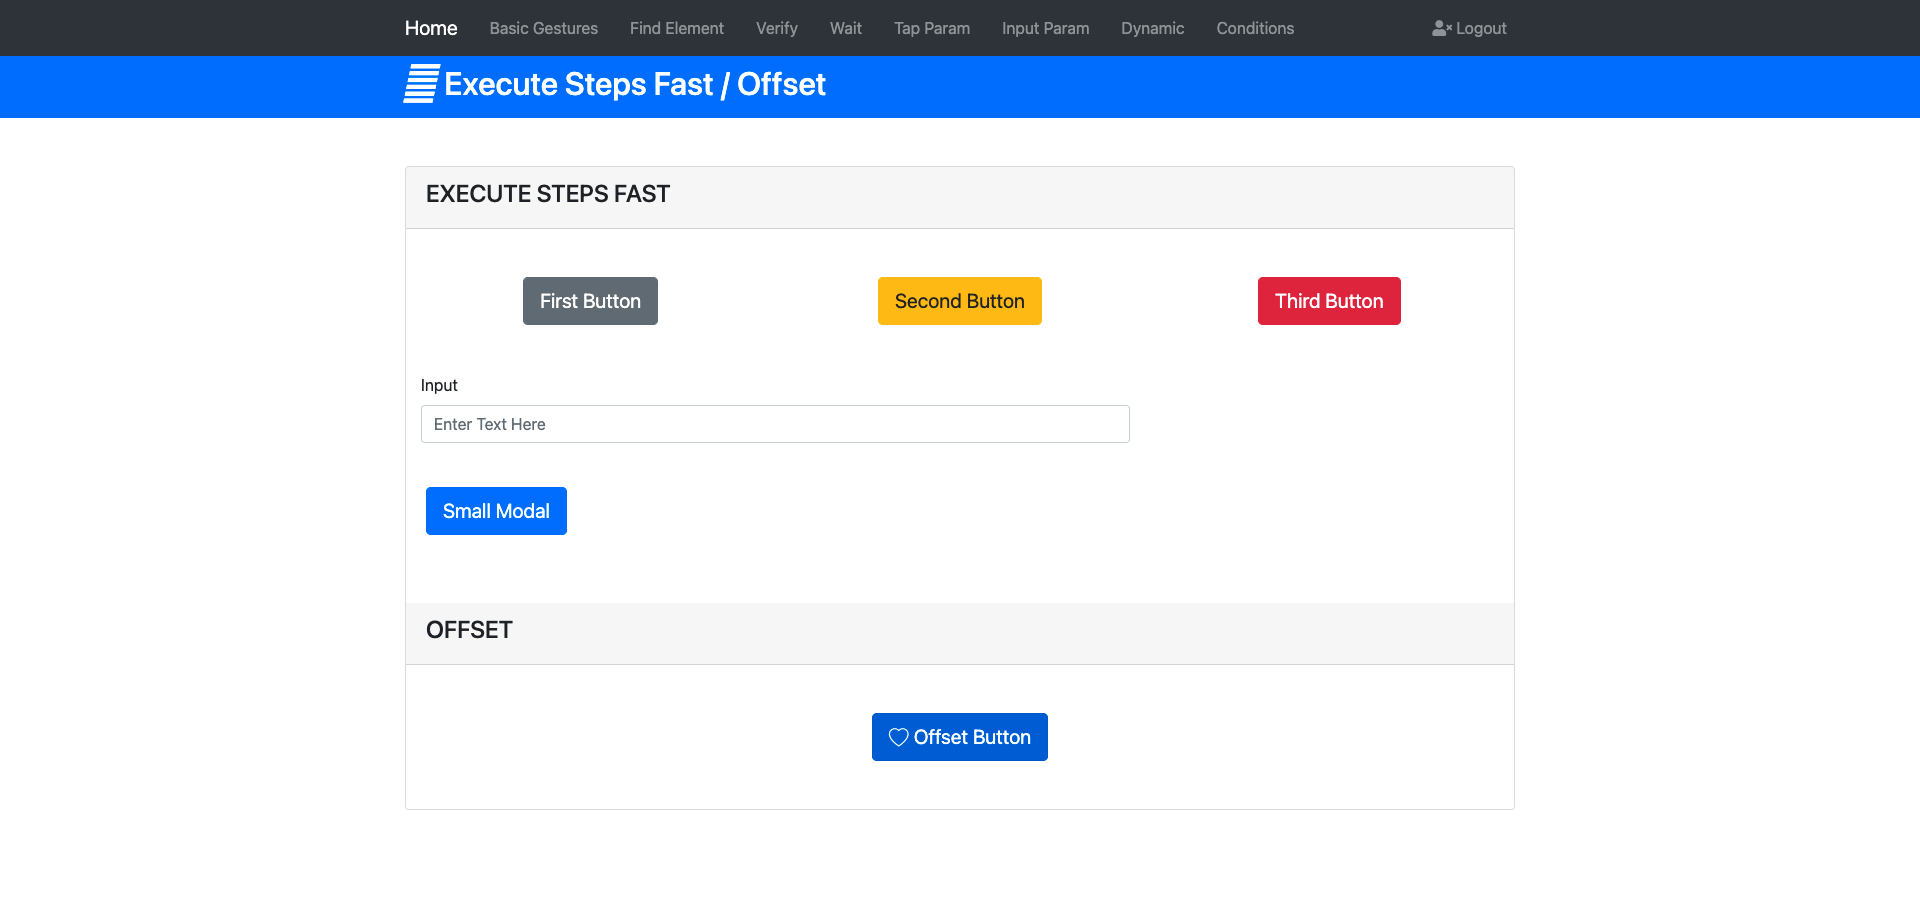 Home Basic Gestures Find Element Verify Wait Tap Param Input Param Dynamic Conditions Logout
Execute Steps Fast / Offset
EXECUTE STEPS FAST
First Button Second Button Third Button
Input
Enter Text Here
Small Modal
OFFSET
Offset Button